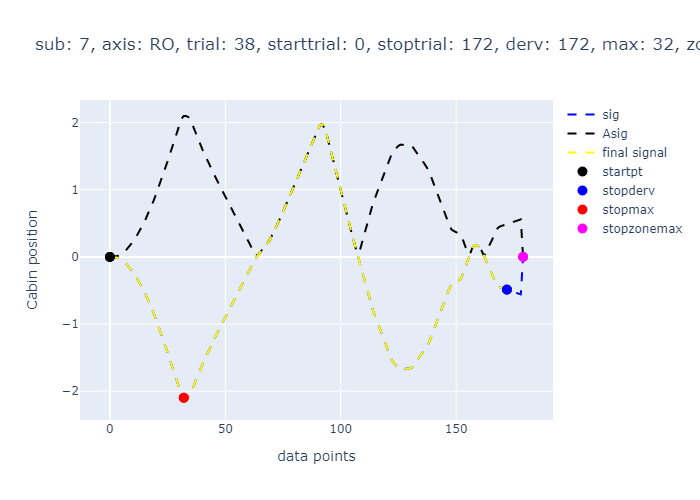 sub: 7, axis: RO, trial: 38, starttrial: 0, stoptrial: 172, derv: 172, max: 32, zo
2
1
0
−1
−2
0
50
100
150
Cabin position
data points
sig
Asig
final signal
startpt
stopderv
stopmax
stopzonemax